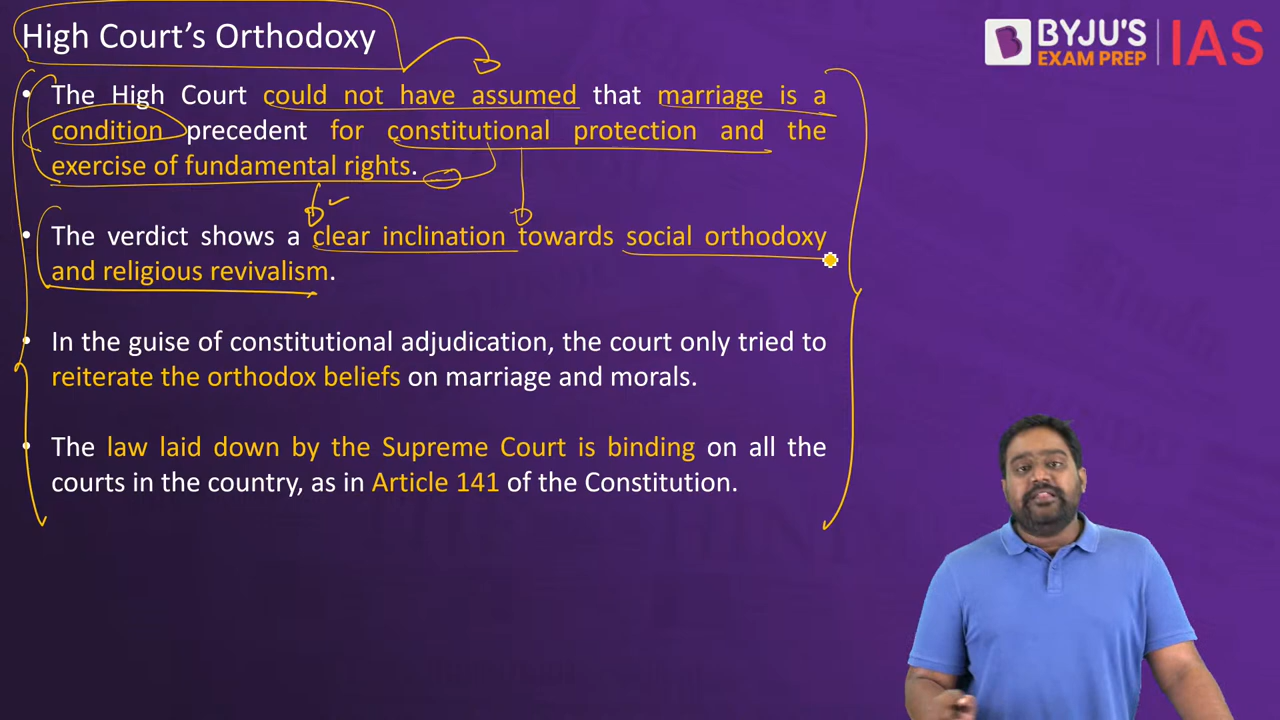 High Court's Orthodoxy
BYJU'S
EXAM PREP
IAS
• The High Court could not have assumed that marriage is a
condition precedent for constitutional protection and the
exercise of fundamental rights.
• The verdict shows a clear inclination towards social orthodoxy
and religious revivalism.
• In the guise of constitutional adjudication, the court only tried to
reiterate the orthodox beliefs on marriage and morals.
• The law laid down by the Supreme Court is binding on all the
courts in the country, as in Article 141 of the Constitution.